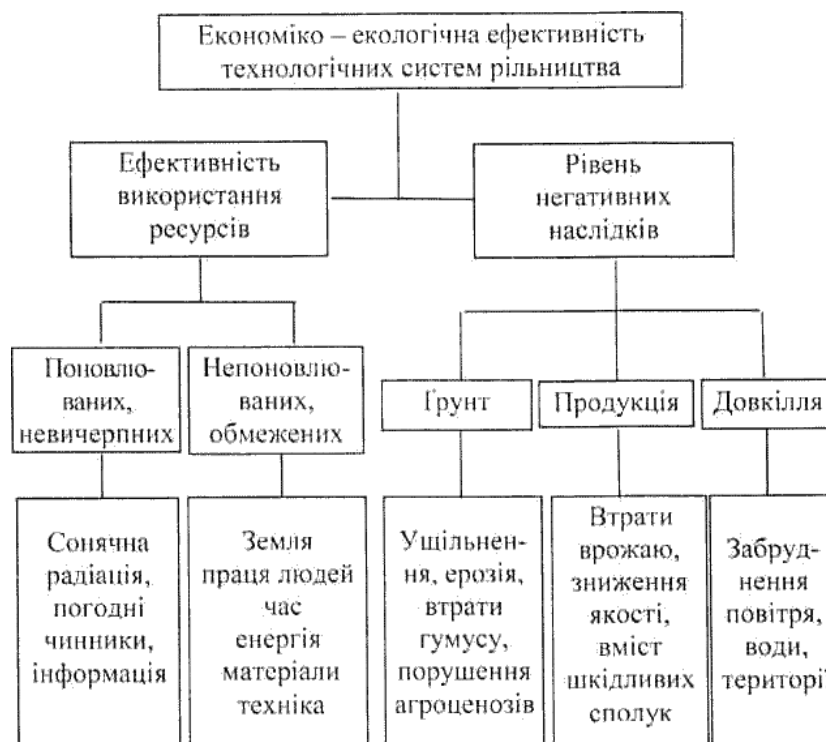 Економіко – екологічна ефективність
технологічних систем рільництва
Ефективність
використання
ресурсів
Рівень
негативних
наслідків
Поновлю-
ваних,
невичерпних
Непоновлю-
ваних,
обмежених
Ґрунт
Продукція
Довкілля
Сонячна
радіація,
погодні
чинники,
інформація
Земля
праця людей
час
енергія
матеріали
техніка
Ущільнен-
ня, ерозія,
втрати
гумусу,
порушення
агроценозів
Втрати
врожаю,
зниження
якості,
вміст
шкідливих
сполук
Забруд-
нення
повітря,
води,
території